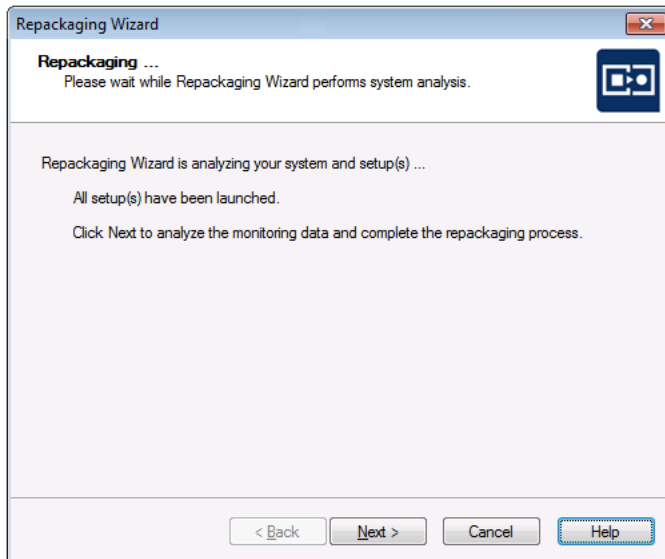 Repackaging Wizard
Repackaging ...
Please wait while Repackaging Wizard performs system analysis.
Repackaging Wizard is analyzing your system and setup(s) ...
All setup(s) have been launched.
Click Next to analyze the monitoring data and complete the repackaging process.
< Back Next > Cancel Help